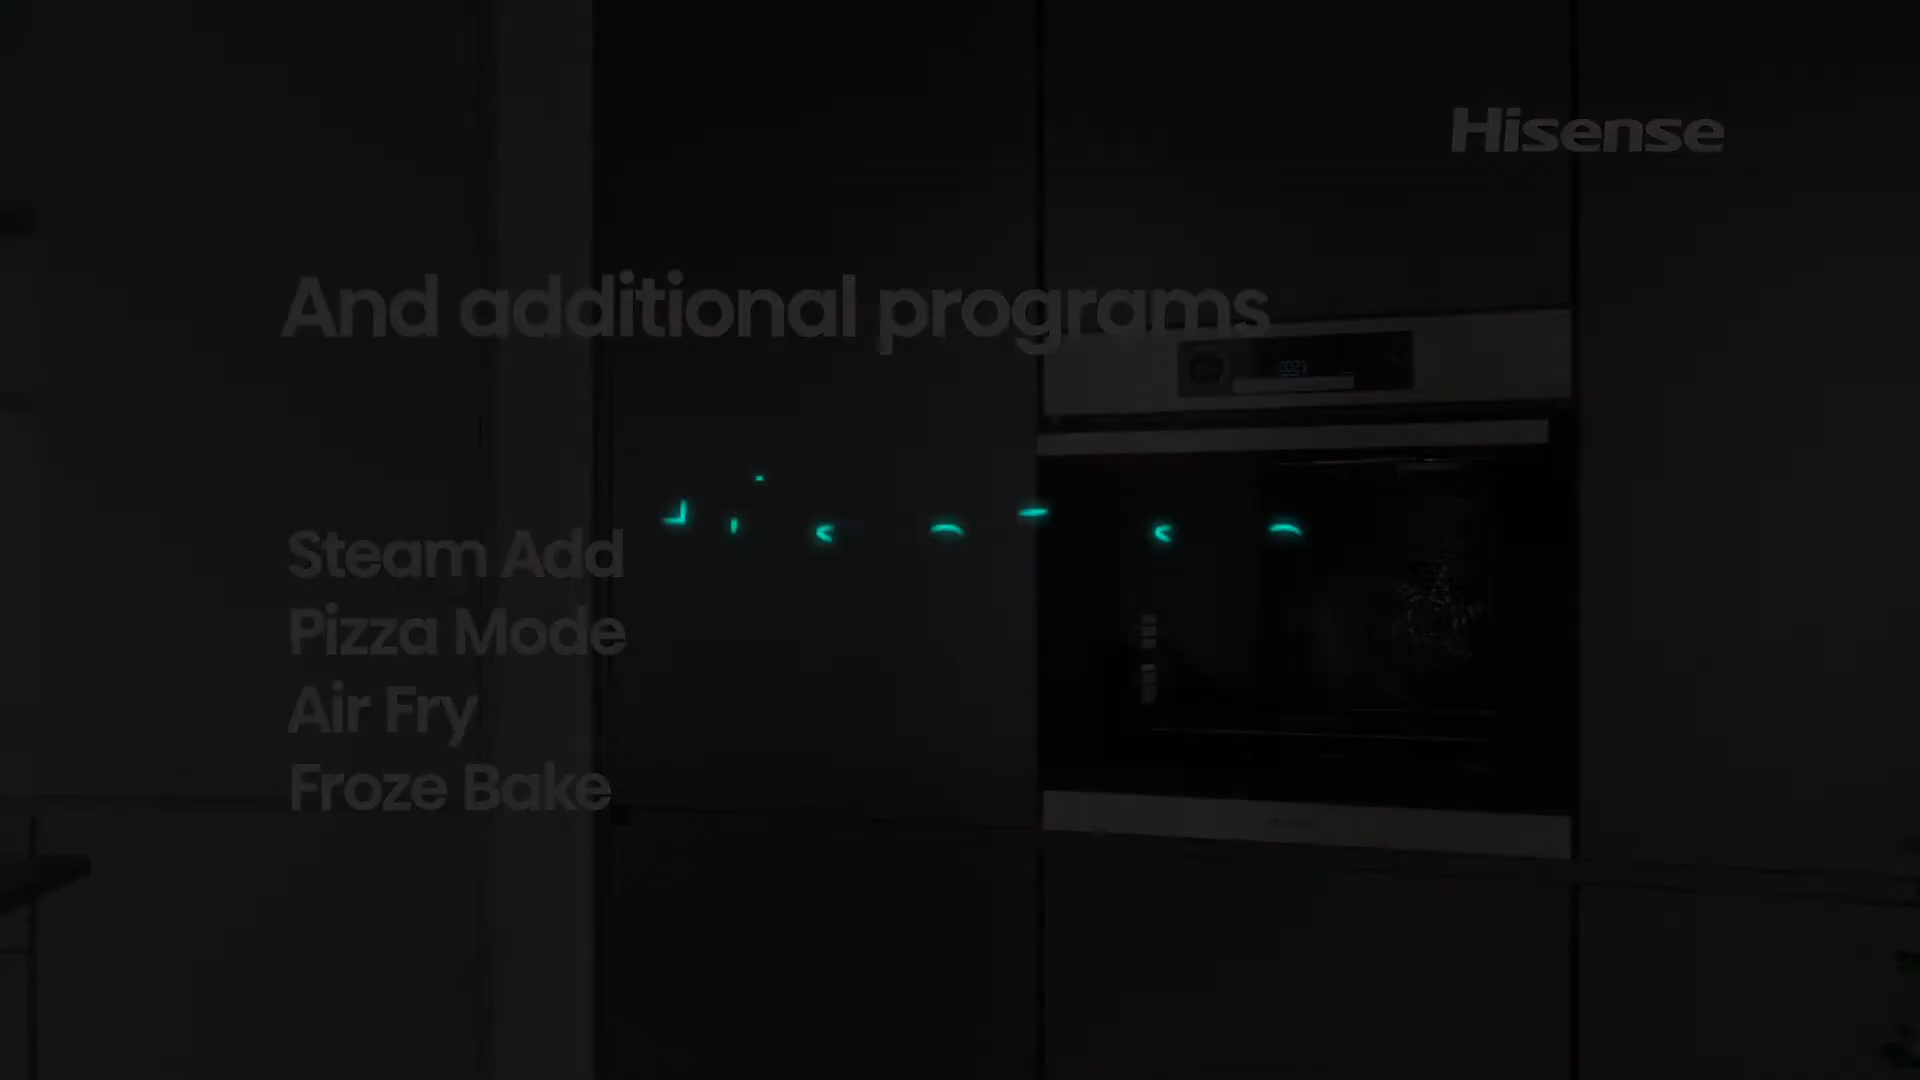 Hisense
And additional programs
Steam Add
Pizza Mode
Air Fry
Froze Bake